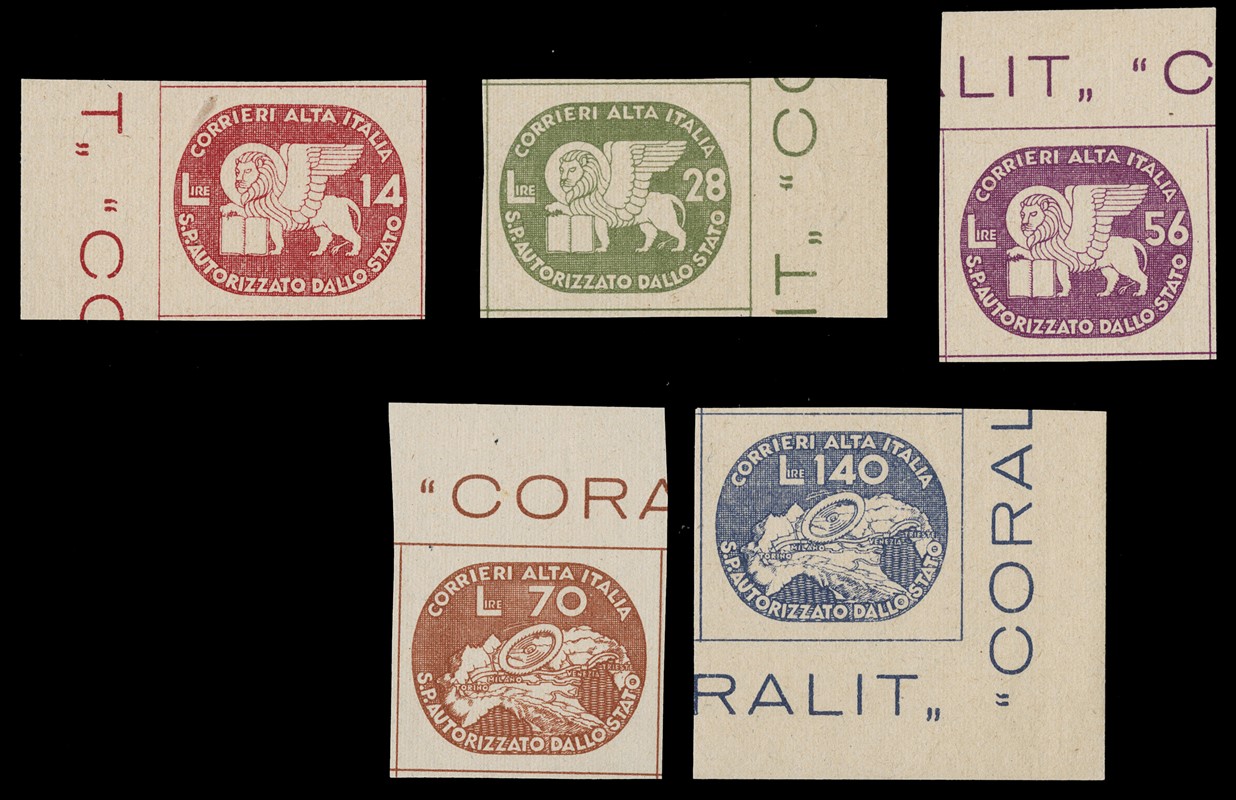 T„ “CO
CORRIERI ALTA ITALIA
LIRE 14
S.P. AUTORIZZATO DALLO STATO
CORRIERI ALTA ITALIA
LIRE 28
S.P. AUTORIZZATO DALLO STATO
IT„ “CO
ALIT„ “C
CORRIERI ALTA ITALIA
LIRE 56
S.P. AUTORIZZATO DALLO STATO
“CORA
CORRIERI ALTA ITALIA
LIRE 70
TORINO MILANO VENEZIA TRIESTE
S.P. AUTORIZZATO DALLO STATO
CORRIERI ALTA ITALIA
LIRE 140
TORINO MILANO VENEZIA TRIESTE
S.P. AUTORIZZATO DALLO STATO
“CORAL
RALIT„